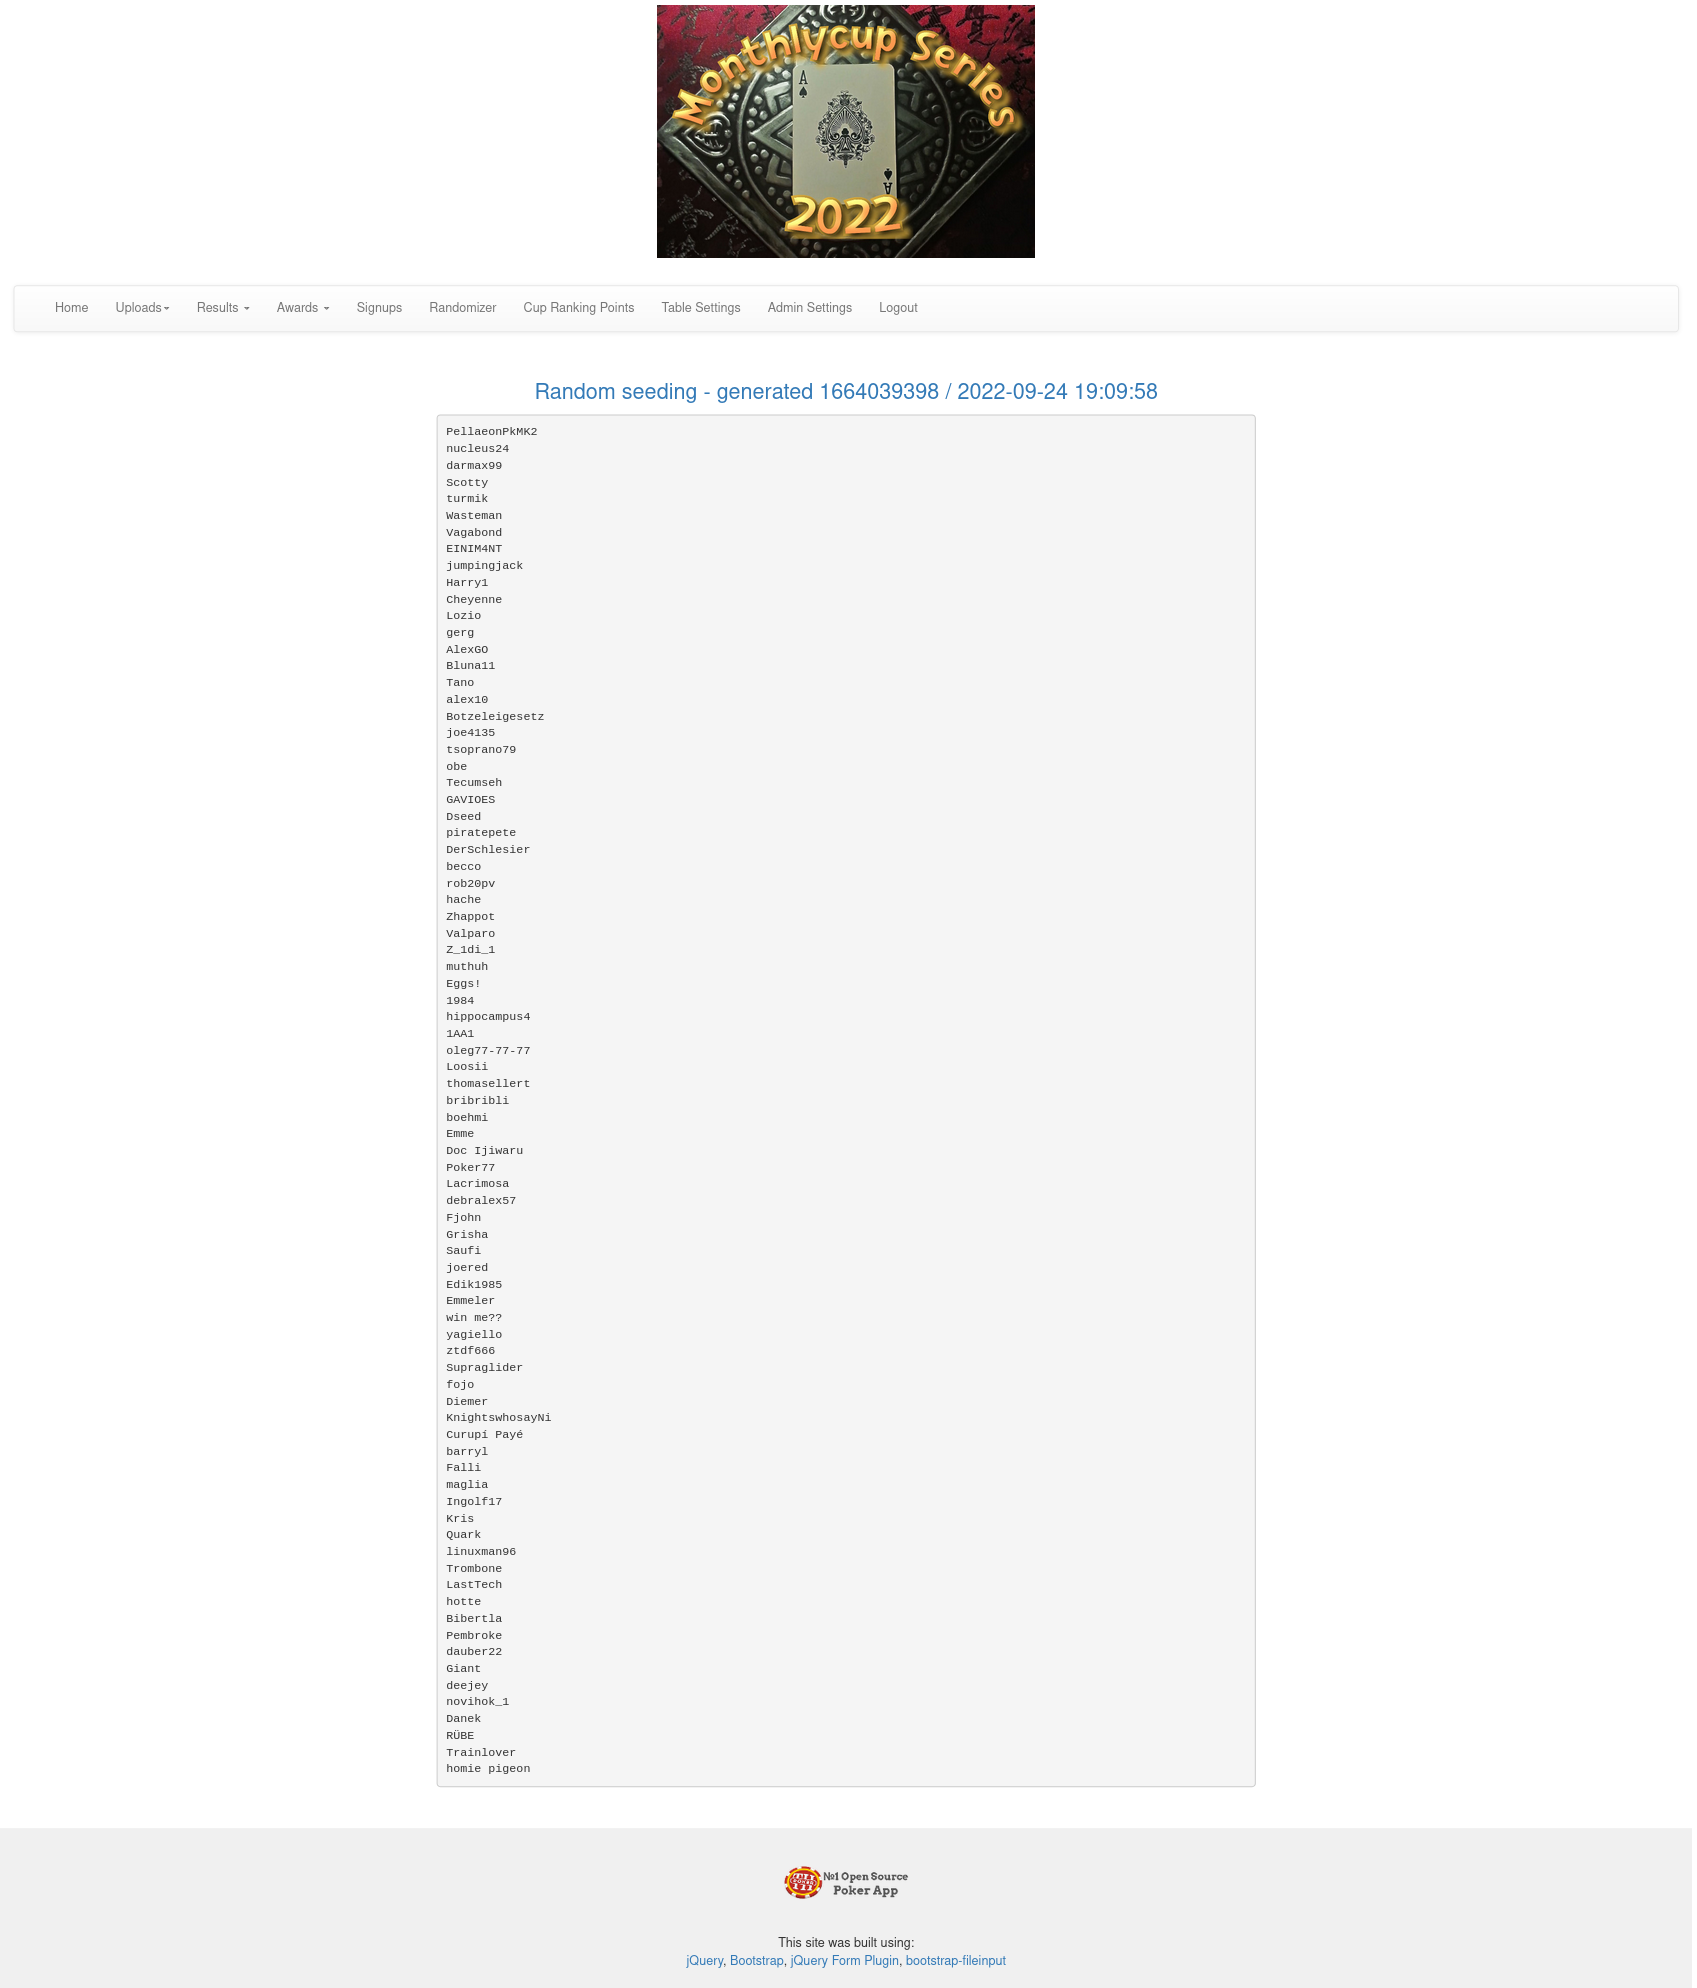 Monthlycup Series
A
A
2022
Home Uploads Results Awards Signups Randomizer Cup Ranking Points Table Settings Admin Settings Logout
Random seeding - generated 1664039398 / 2022-09-24 19:09:58
PellaeonPkMK2
nucleus24
darmax99
Scotty
turmik
Wasteman
Vagabond
EINIM4NT
jumpingjack
Harry1
Cheyenne
Lozio
gerg
AlexGO
Bluna11
Tano
alex10
Botzeleigesetz
joe4135
tsoprano79
obe
Tecumseh
GAVIOES
Dseed
piratepete
DerSchlesier
becco
rob20pv
hache
Zhappot
Valparo
Z_1di_1
muthuh
Eggs!
1984
hippocampus4
1AA1
oleg77-77-77
Loosii
thomasellert
bribribli
boehmi
Emme
Doc Ijiwaru
Poker77
Lacrimosa
debralex57
Fjohn
Grisha
Saufi
joered
Edik1985
Emmeler
win me??
yagiello
ztdf666
Supraglider
fojo
Diemer
KnightswhosayNi
Curupí Payé
barryl
Falli
maglia
Ingolf17
Kris
Quark
linuxman96
Trombone
LastTech
hotte
Bibertla
Pembroke
dauber22
Giant
deejey
novihok_1
Danek
RÜBE
Trainlover
homie pigeon
№1 Open Source
Poker App
This site was built using:
jQuery, Bootstrap, jQuery Form Plugin, bootstrap-fileinput